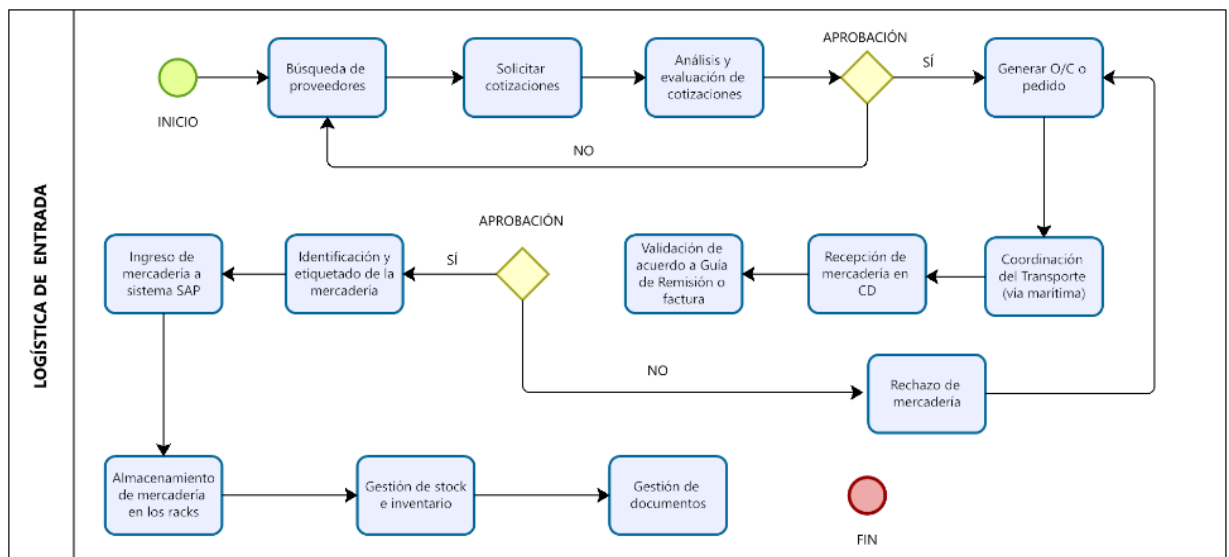 LOGÍSTICA DE ENTRADA
INICIO
Búsqueda de
proveedores
Solicitar
cotizaciones
Análisis y
evaluación de
cotizaciones
APROBACIÓN
SÍ
NO
Generar O/C o
pedido
Coordinación
del Transporte
(vía marítima)
Recepción de
mercadería en
CD
Validación de
acuerdo a Guía
de Remisión o
factura
APROBACIÓN
SÍ
NO
Identificación y
etiquetado de la
mercadería
Ingreso de
mercadería a
sistema SAP
Rechazo de
mercadería
Almacenamiento
de mercadería
en los racks
Gestión de stock
e inventario
Gestión de
documentos
FIN